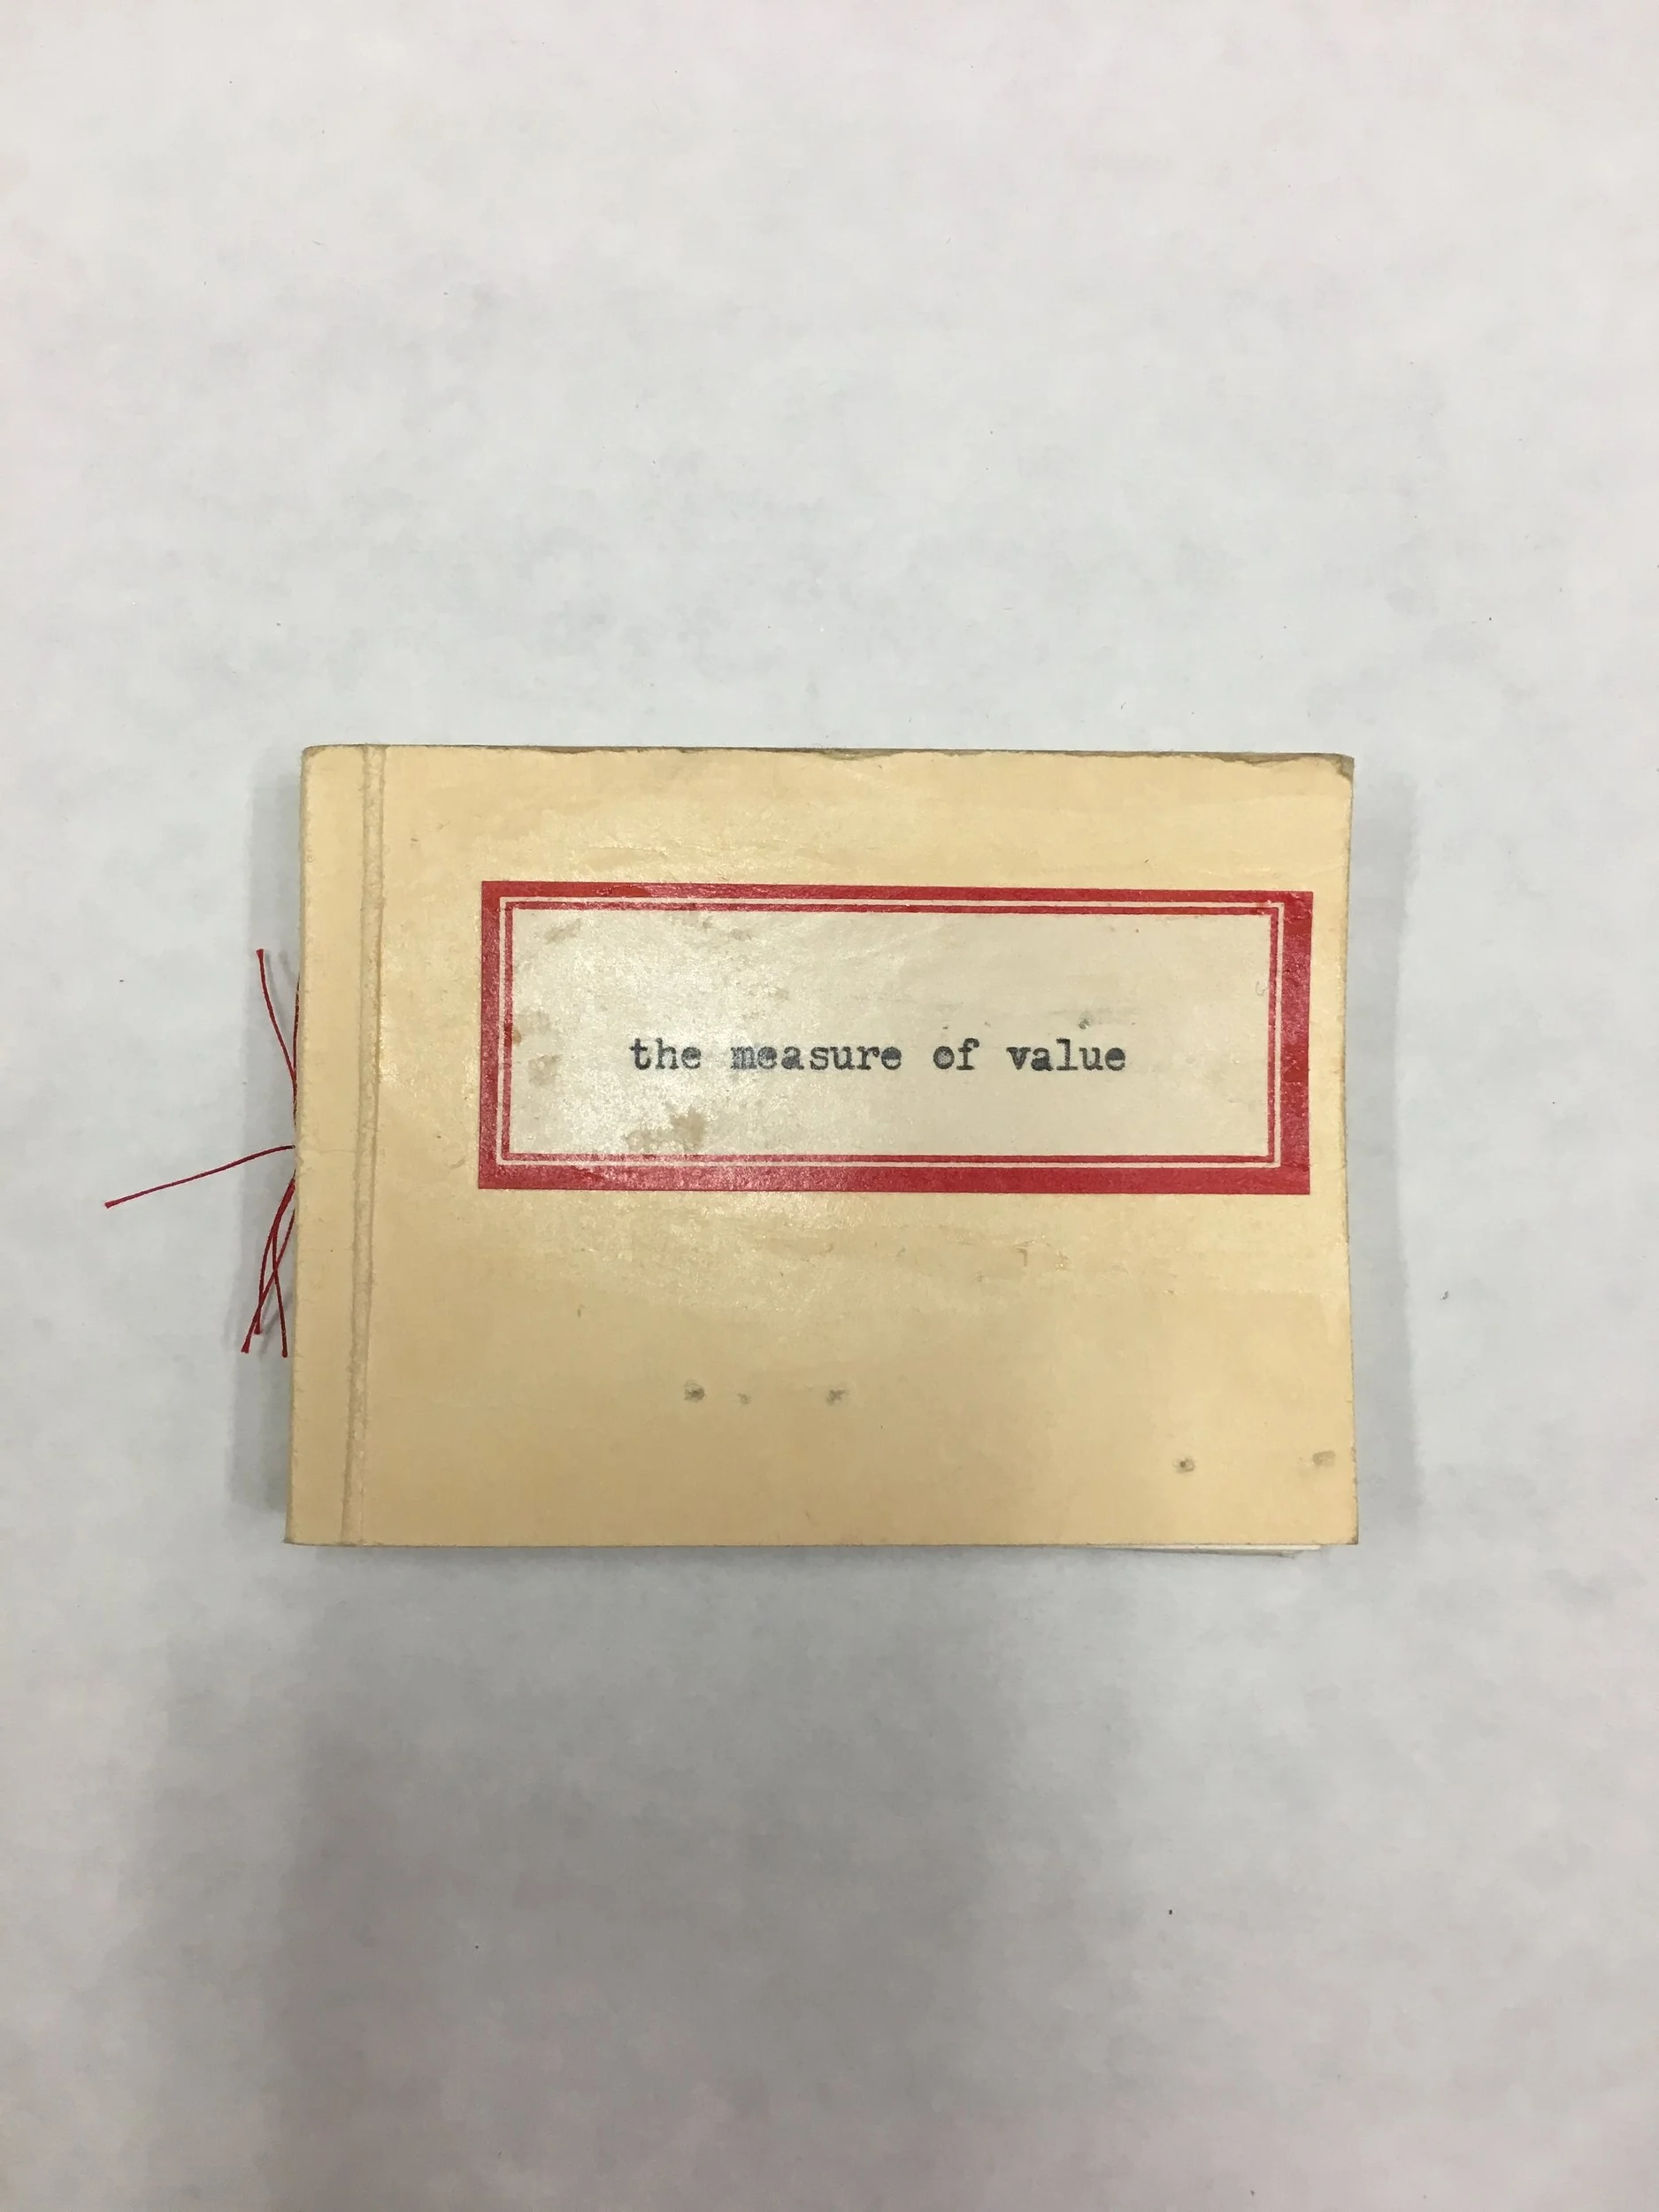 the measure of value